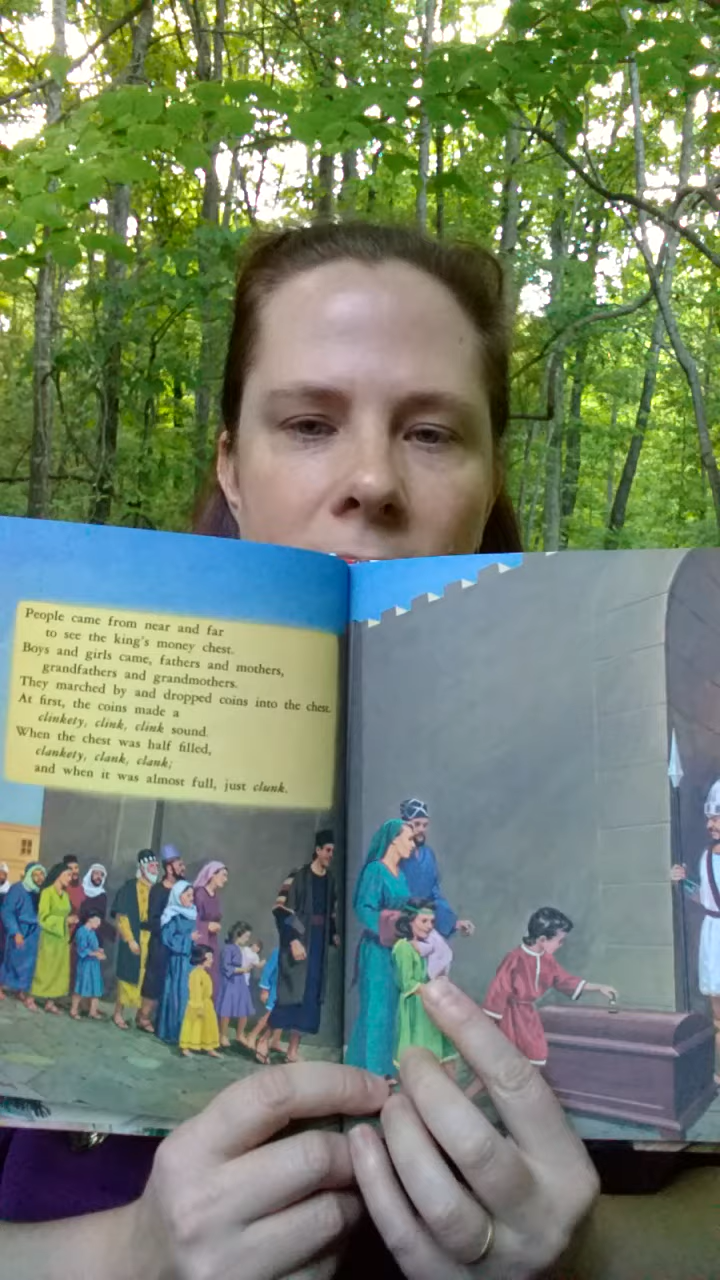 People came from near and far
to see the king's money chest.
Boys and girls came, fathers and mothers,
grandfathers and grandmothers.
They marched by and dropped coins into the chest.
At first, the coins made a
clinkety, clink, clink sound.
When the chest was half filled,
clankety, clank, clank;
and when it was almost full, just clunk.